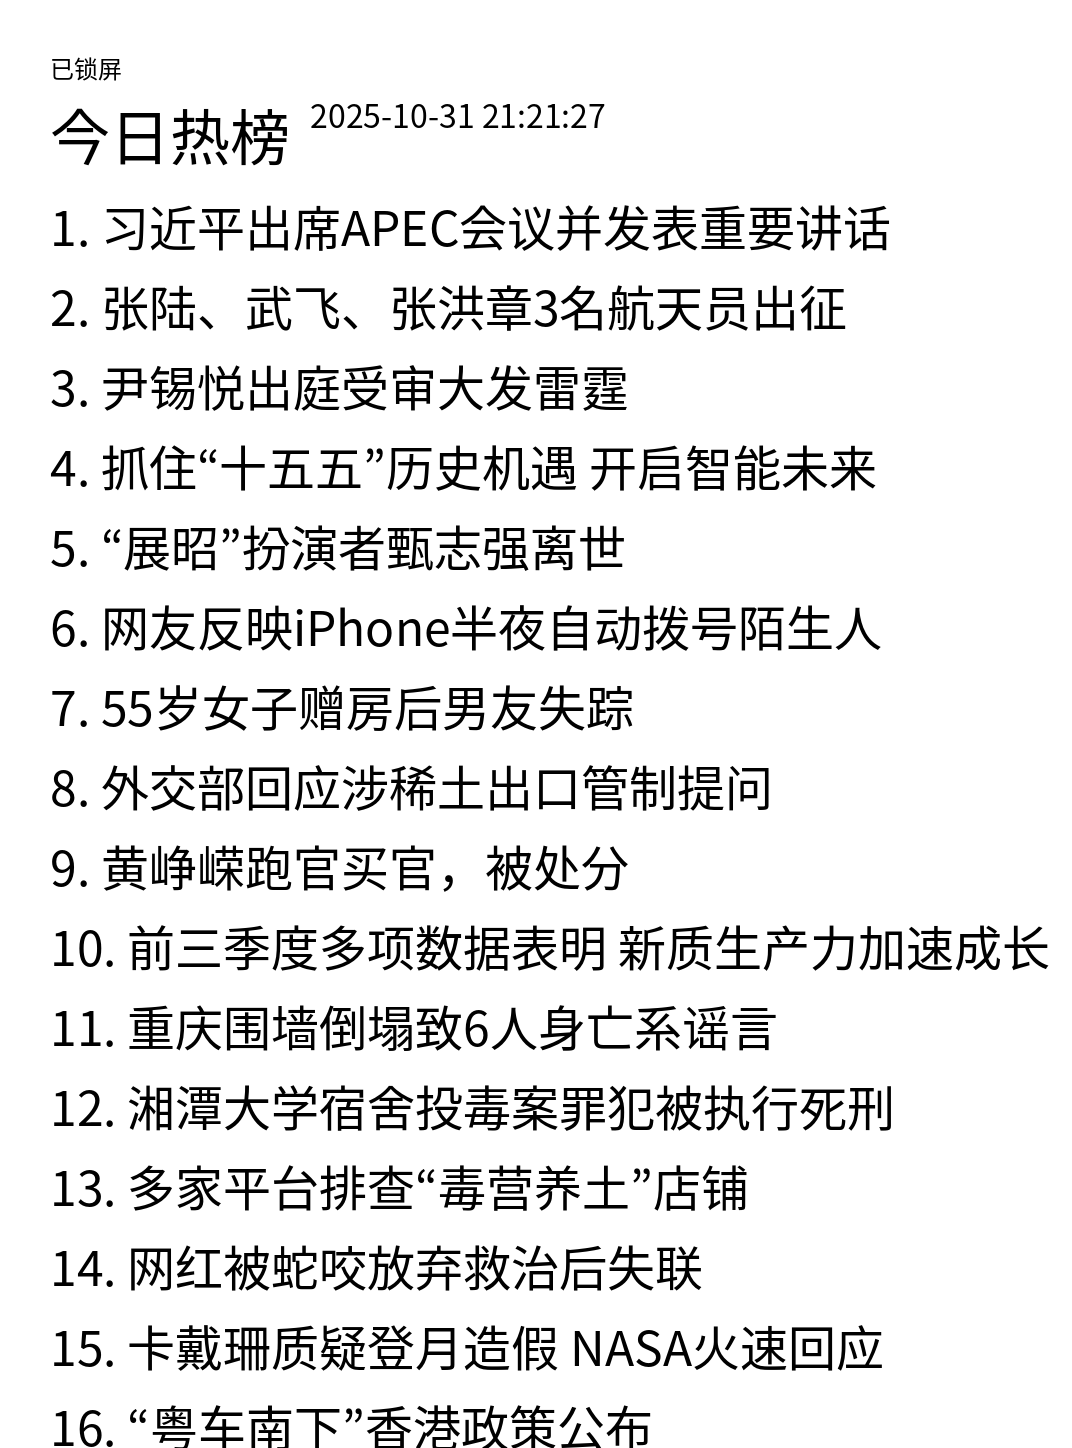 已锁屏
今日热榜 2025-10-31 21:21:27
1. 习近平出席APEC会议并发表重要讲话
2. 张陆、武飞、张洪章3名航天员出征
3. 尹锡悦出庭受审大发雷霆
4. 抓住“十五五”历史机遇 开启智能未来
5. “展昭”扮演者甄志强离世
6. 网友反映iPhone半夜自动拨号陌生人
7. 55岁女子赠房后男友失踪
8. 外交部回应涉稀土出口管制提问
9. 黄峥嵘跑官买官，被处分
10. 前三季度多项数据表明 新质生产力加速成长
11. 重庆围墙倒塌致6人身亡系谣言
12. 湘潭大学宿舍投毒案罪犯被执行死刑
13. 多家平台排查“毒营养土”店铺
14. 网红被蛇咬放弃救治后失联
15. 卡戴珊质疑登月造假 NASA火速回应
16. “粤车南下”香港政策公布